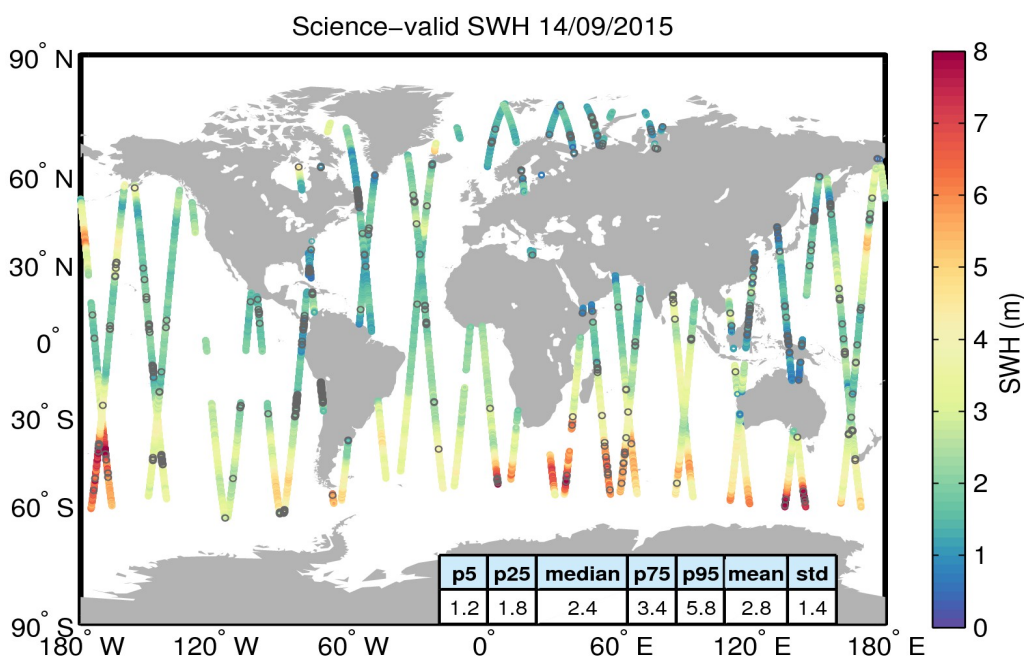 Science−valid SWH 14/09/2015
90° N
60° N
30° N
0°
30° S
60° S
90° S
180° W
120° W
60° W
0°
60° E
120° E
180° E
p5 p25 median p75 p95 mean std
1.2 1.8 2.4 3.4 5.8 2.8 1.4
8
7
6
5
4
3
2
1
0
SWH (m)